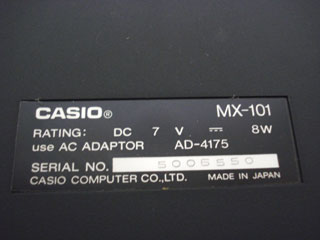 CASIO® MX-101
RATING: DC 7 V ⎓ 8W
use AC ADAPTOR AD-4175
SERIAL NO. 5006550
CASIO COMPUTER CO.,LTD. MADE IN JAPAN